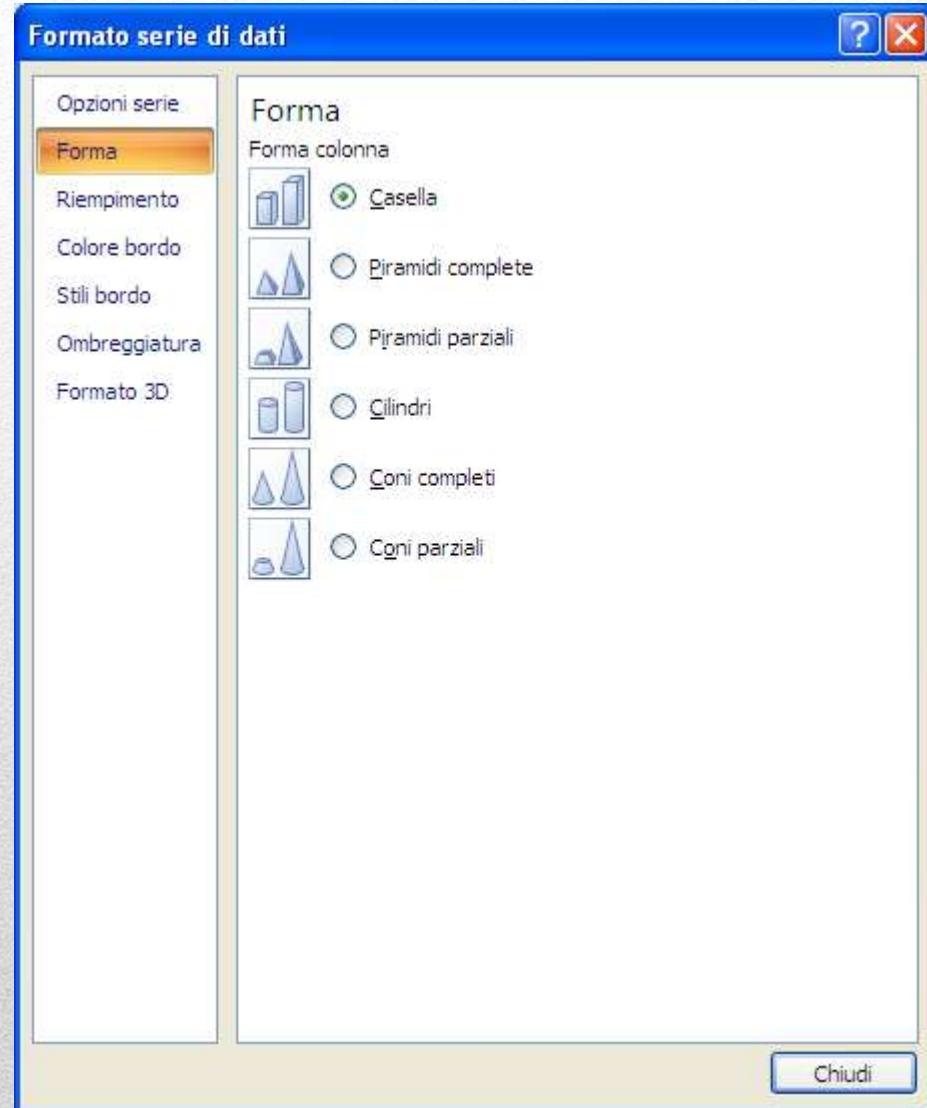 Formato serie di dati
Opzioni serie
Forma
Riempimento
Colore bordo
Stili bordo
Ombreggiatura
Formato 3D
Forma
Forma colonna
Casella
Piramidi complete
Piramidi parziali
Cilindri
Coni completi
Coni parziali
Chiudi